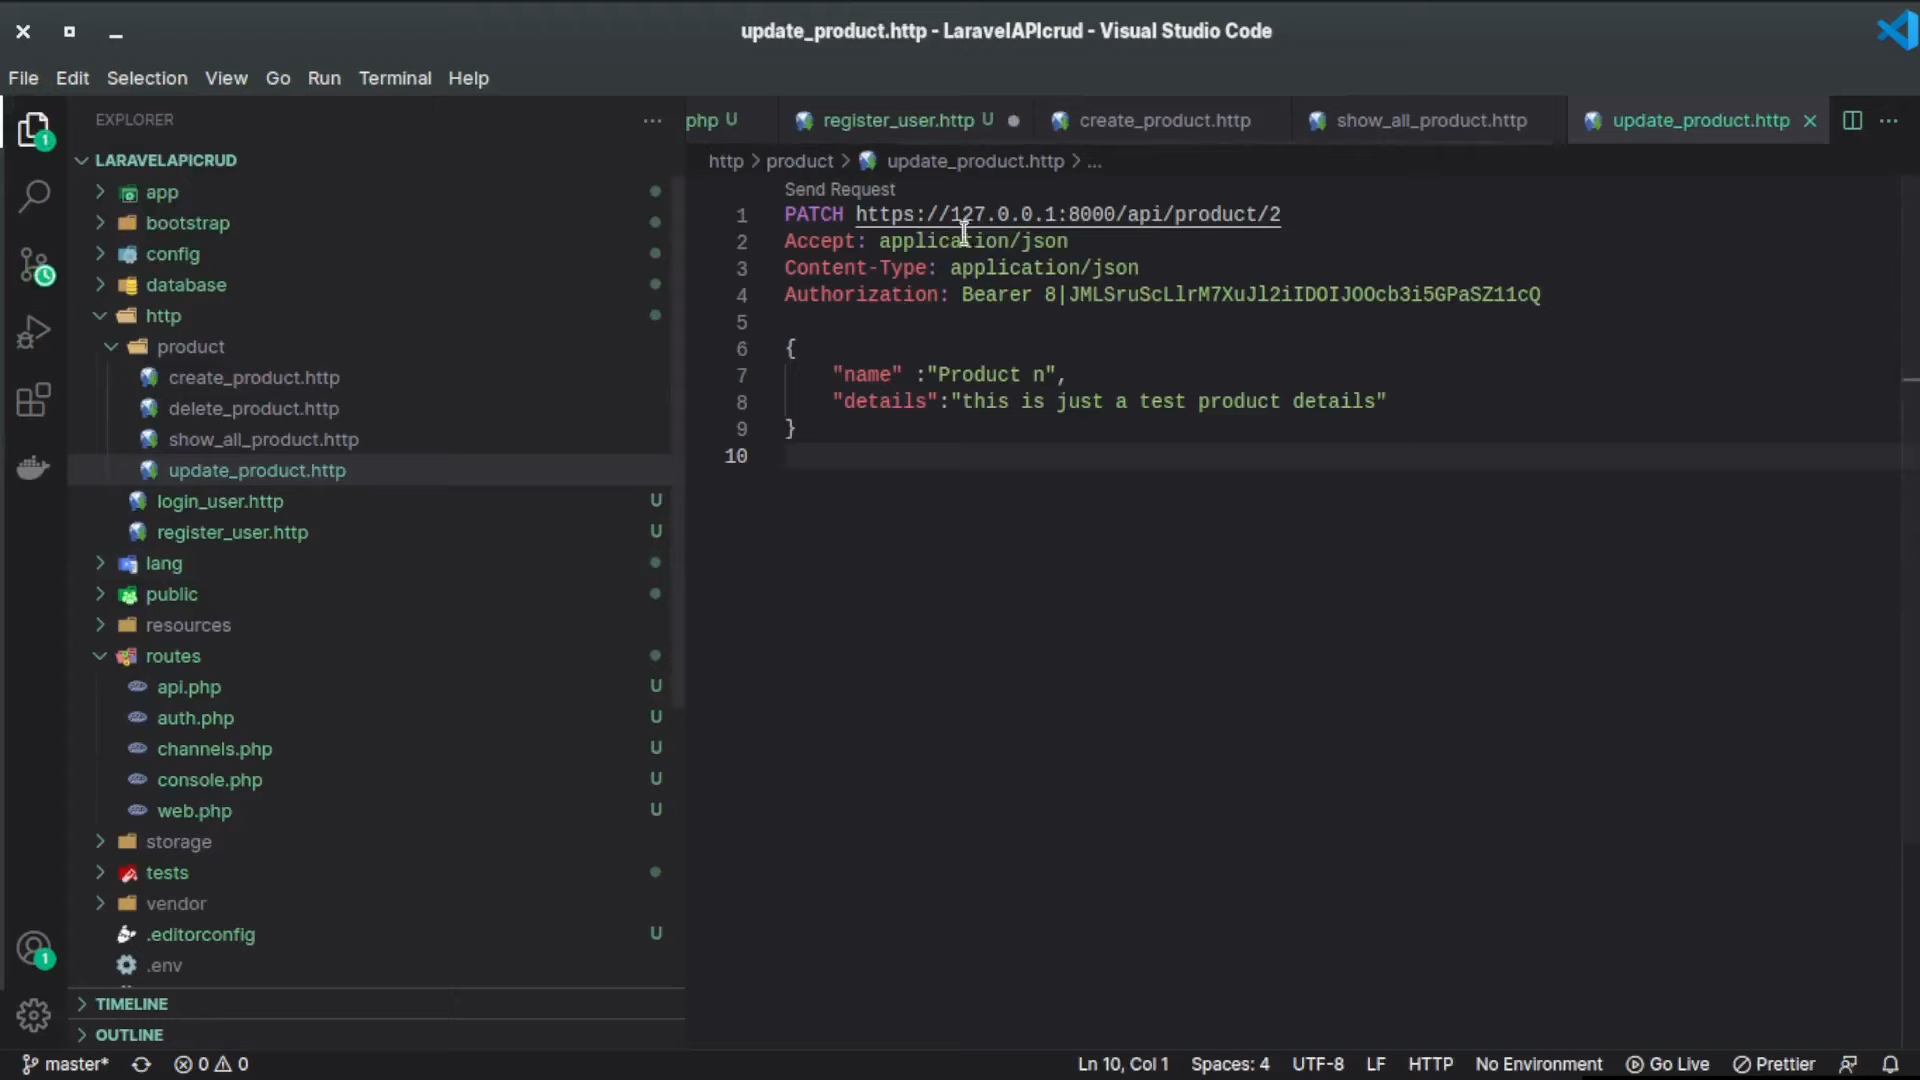 update_product.http - LaravelAPIcrud - Visual Studio Code
File Edit Selection View Go Run Terminal Help
EXPLORER
php U
register_user.http U
create_product.http
show_all_product.http
update_product.http
LARAVELAPICRUD
http > product > update_product.http > ...
app
bootstrap
config
database
http
product
create_product.http
delete_product.http
show_all_product.http
update_product.http
login_user.http U
register_user.http U
lang
public
resources
routes
api.php U
auth.php U
channels.php U
console.php U
web.php U
storage
tests
vendor
.editorconfig U
.env
TIMELINE
OUTLINE
Send Request
1 PATCH https://127.0.0.1:8000/api/product/2
2 Accept: application/json
3 Content-Type: application/json
4 Authorization: Bearer 8|JMLSruScLlrM7XuJl2iIDOIJOOcb3i5GPaSZ11cQ
5
6 {
7 "name" :"Product n",
8 "details":"this is just a test product details"
9 }
10
1
1
master* 0 0 Ln 10, Col 1 Spaces: 4 UTF-8 LF HTTP No Environment Go Live Prettier